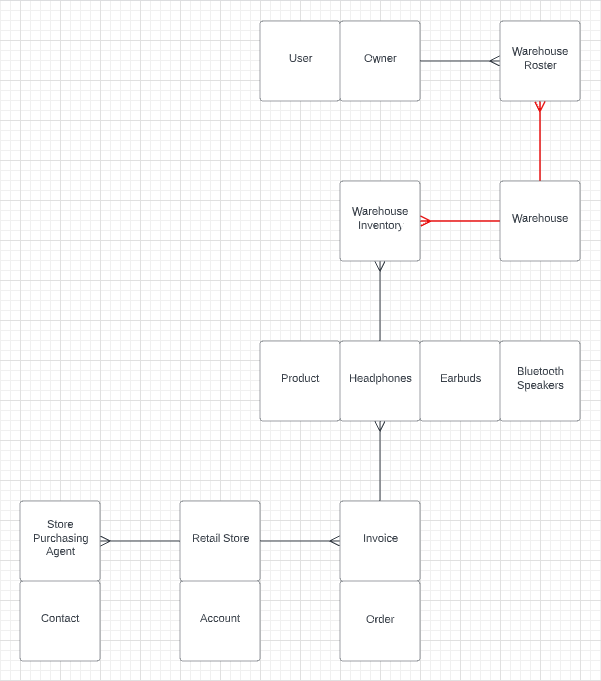 User
Owner
Warehouse
Roster
Warehouse
Inventory
Warehouse
Product
Headphones
Earbuds
Bluetooth
Speakers
Store
Purchasing
Agent
Retail Store
Invoice
Contact
Account
Order